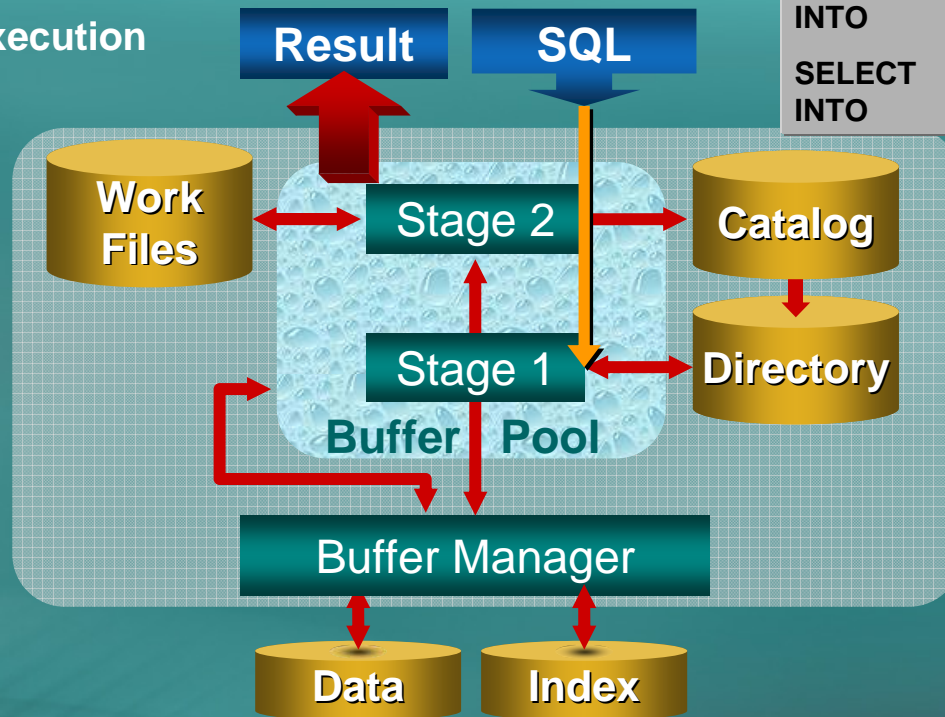 xecution
Result
SQL
INTO
SELECT
INTO
Work
Files
Stage 2
Catalog
Stage 1
Directory
Buffer Pool
Buffer Manager
Data
Index